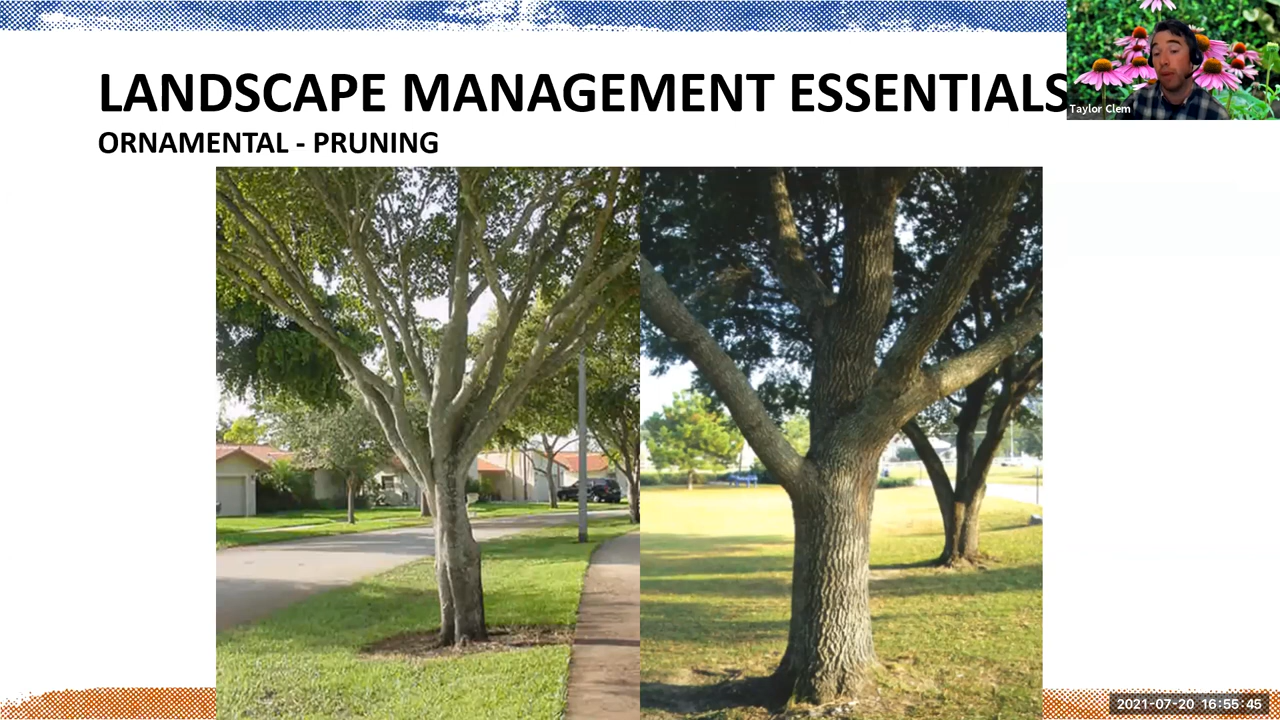 LANDSCAPE MANAGEMENT ESSENTIALS
ORNAMENTAL - PRUNING
Taylor Clem
2021-07-20 16:55:45